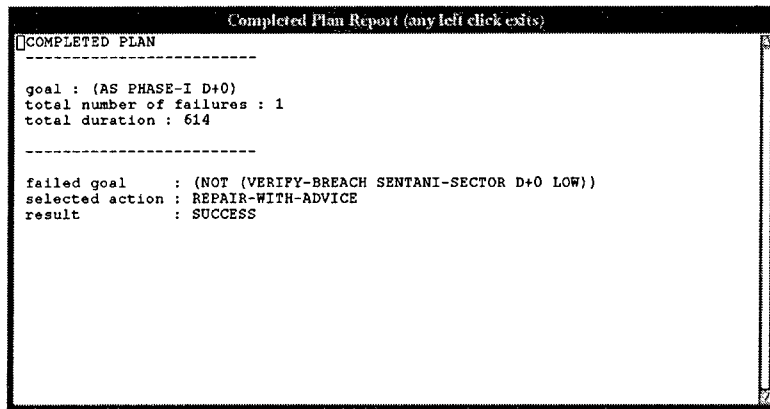 Completed Plan Report (any left click exits)
COMPLETED PLAN
--------------------------
goal : (AS PHASE-I D+0)
total number of failures : 1
total duration : 614
--------------------------
failed goal : (NOT (VERIFY-BREACH SENTANI-SECTOR D+0 LOW))
selected action : REPAIR-WITH-ADVICE
result : SUCCESS